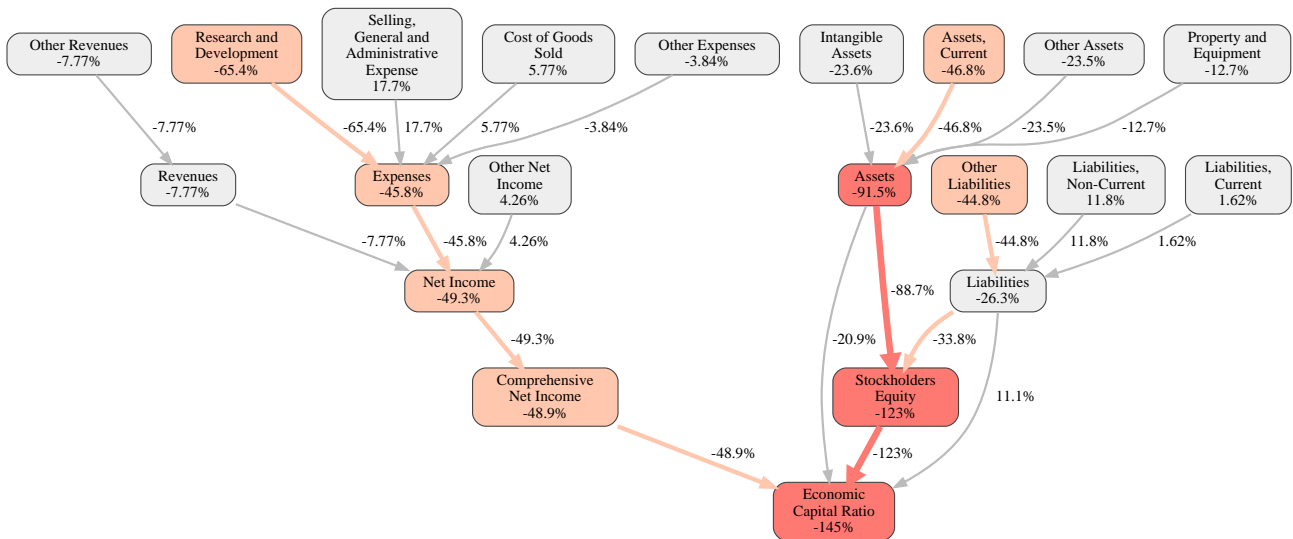 Other Revenues
-7.77%
Research and
Development
-65.4%
Selling,
General and
Administrative
Expense
17.7%
Cost of Goods
Sold
5.77%
Other Expenses
-3.84%
Intangible
Assets
-23.6%
Assets,
Current
-46.8%
Other Assets
-23.5%
Property and
Equipment
-12.7%
-7.77%
-65.4%
17.7%
5.77%
-3.84%
-23.6%
-46.8%
-23.5%
-12.7%
Revenues
-7.77%
Expenses
-45.8%
Other Net
Income
4.26%
Assets
-91.5%
Other
Liabilities
-44.8%
Liabilities,
Non-Current
11.8%
Liabilities,
Current
1.62%
-7.77%
-45.8%
4.26%
-44.8%
11.8%
1.62%
Net Income
-49.3%
-88.7%
Liabilities
-26.3%
-49.3%
-20.9%
-33.8%
Comprehensive
Net Income
-48.9%
Stockholders
Equity
-123%
11.1%
-48.9%
-123%
Economic
Capital Ratio
-145%